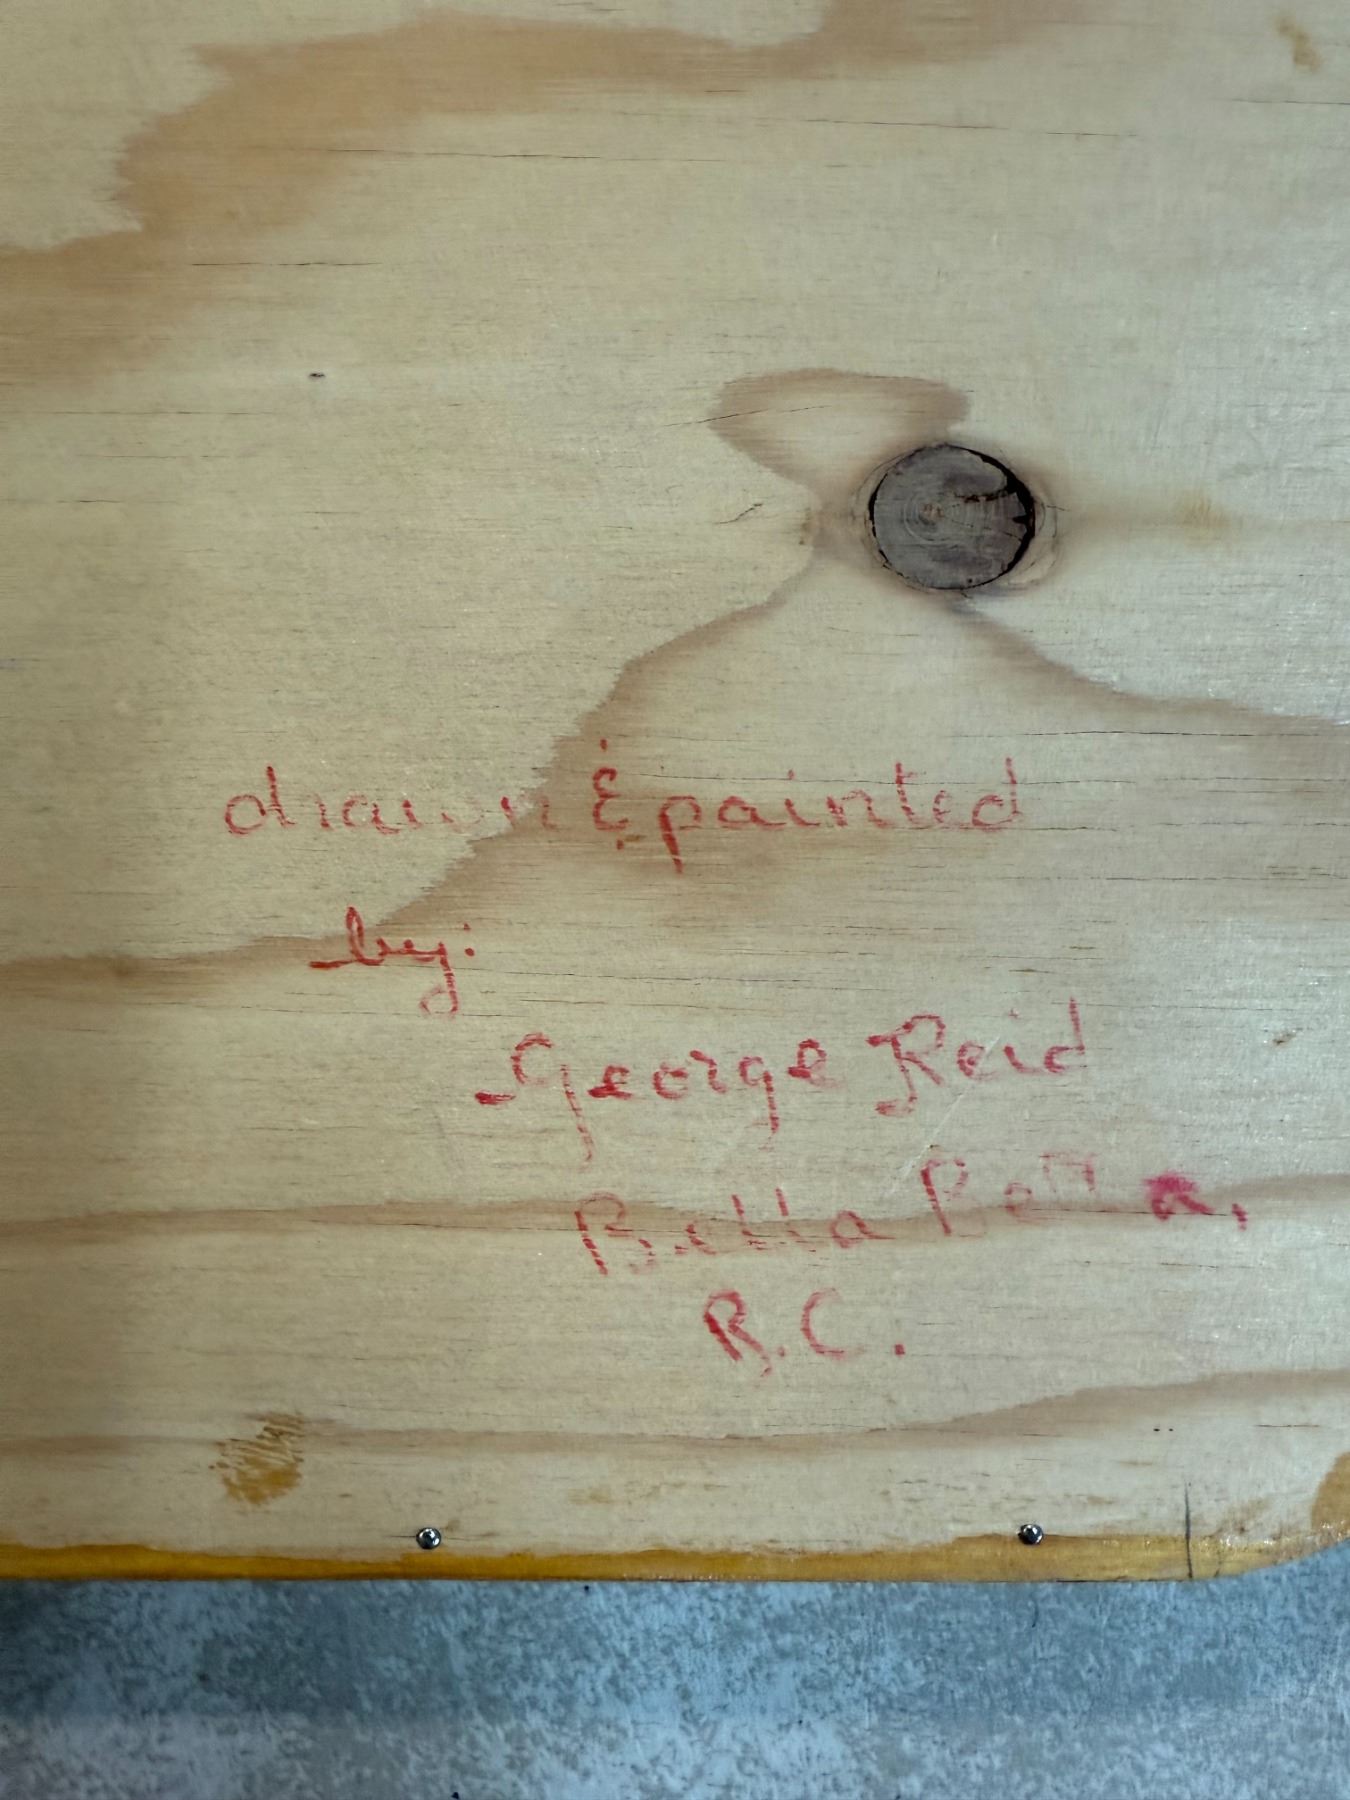 drawn & painted
by:
George Reid
Bella Bella,
B.C.